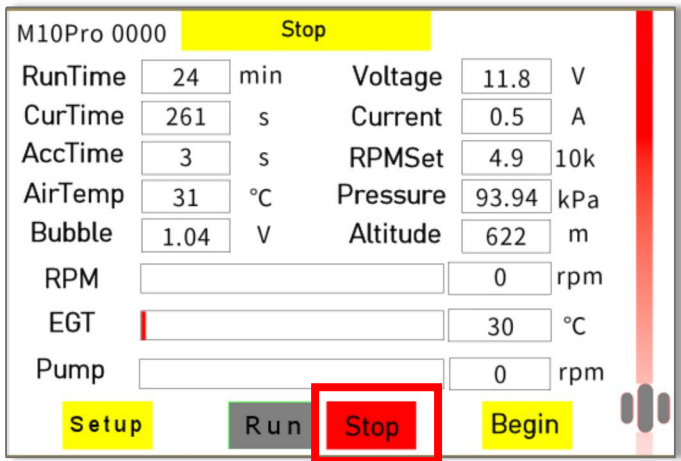 M10Pro 0000 Stop
RunTime 24 min Voltage 11.8 V
CurTime 261 s Current 0.5 A
AccTime 3 s RPMSet 4.9 10k
AirTemp 31 °C Pressure 93.94 kPa
Bubble 1.04 V Altitude 622 m
RPM 0 rpm
EGT 30 °C
Pump 0 rpm
Setup Run Stop Begin